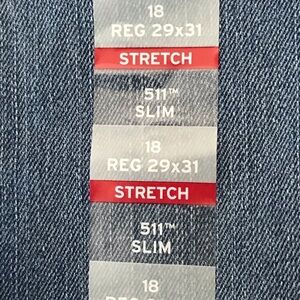 18
REG 29x31
STRETCH
511™
SLIM
18
REG 29x31
STRETCH
511™
SLIM
18